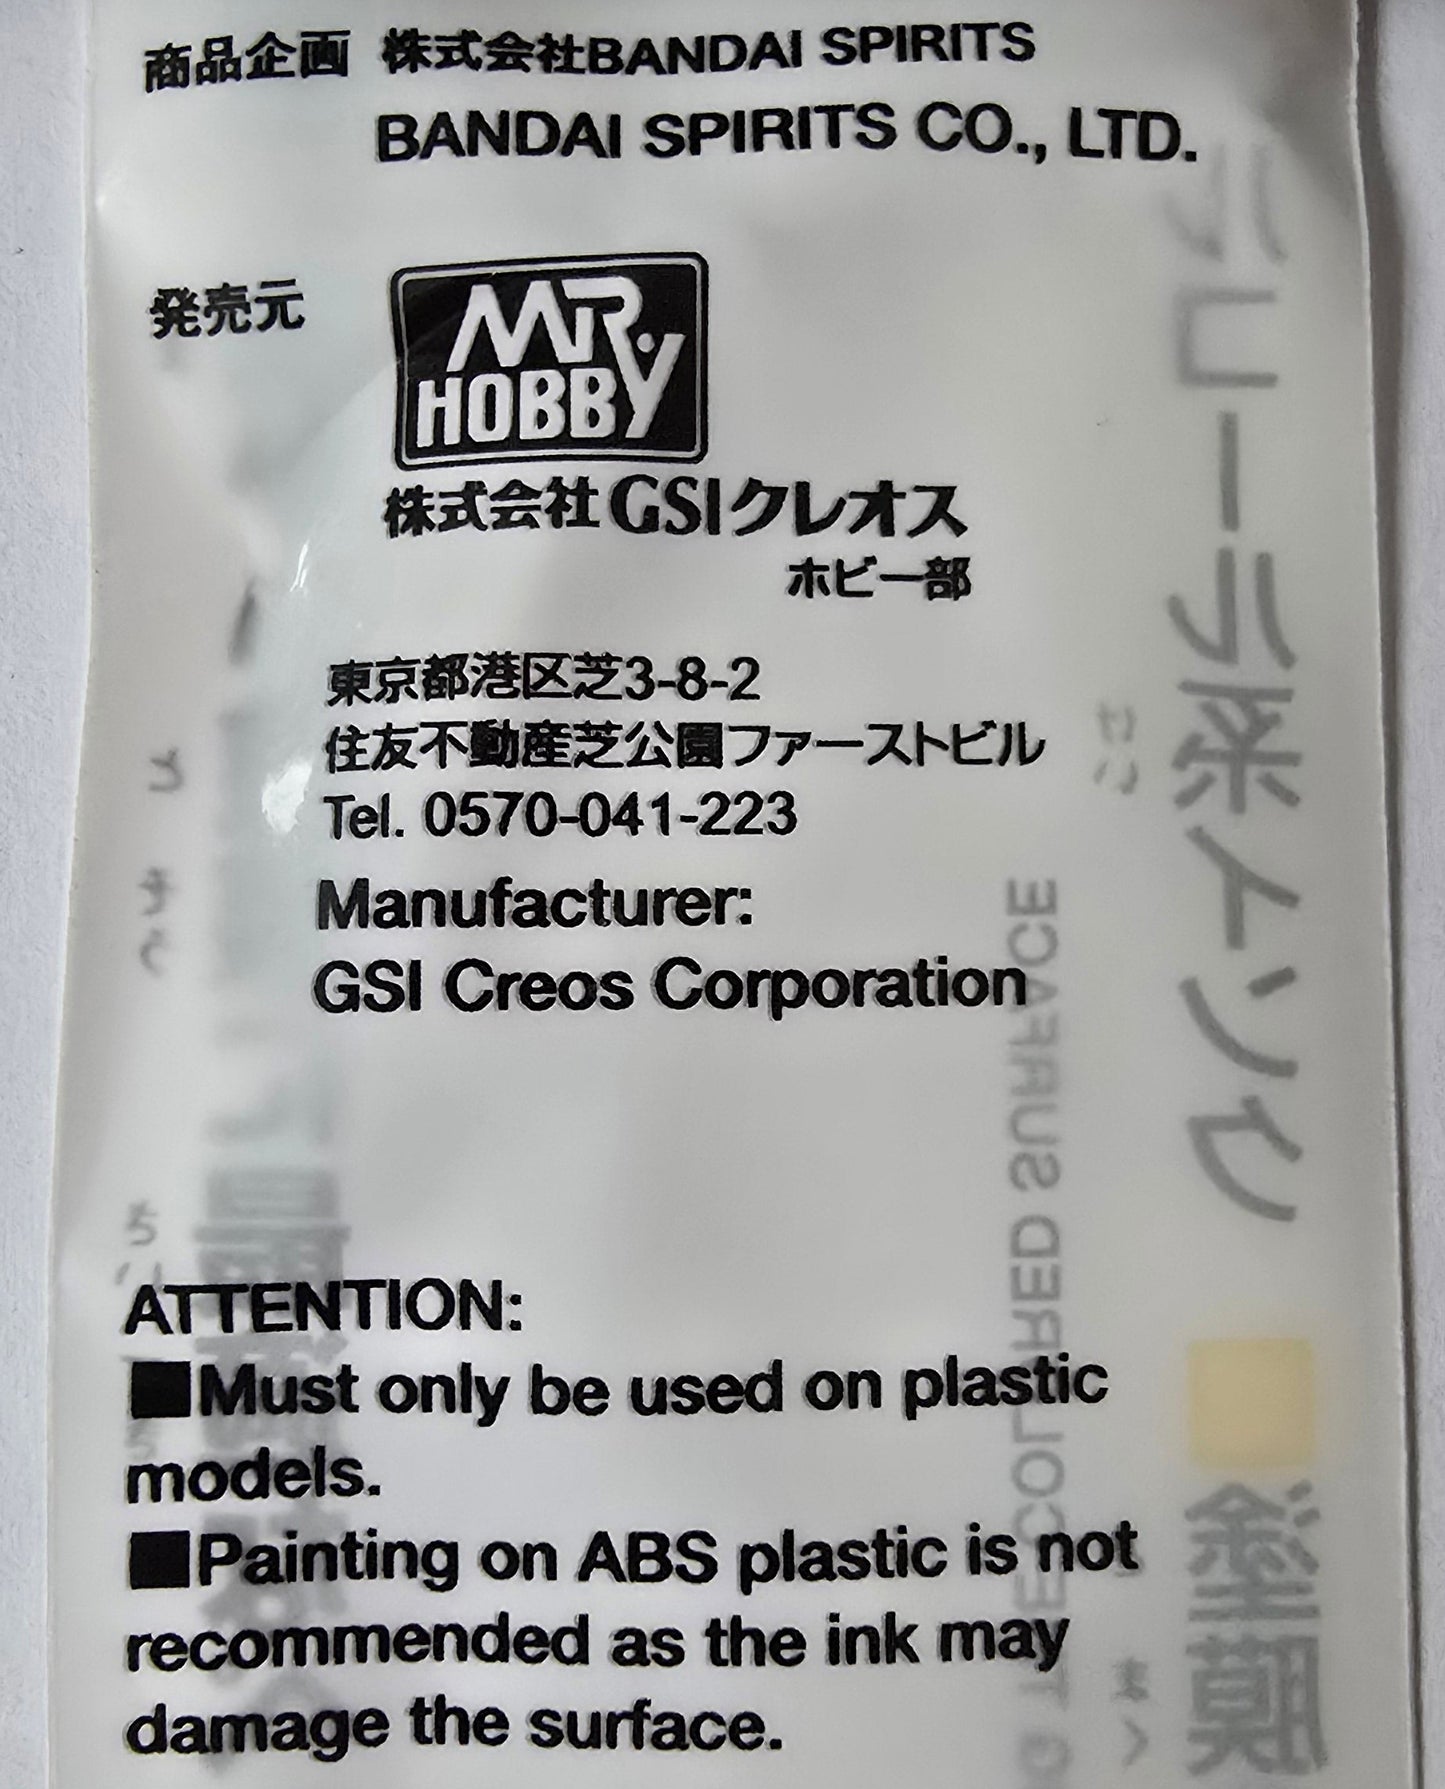 商品企画 株式会社BANDAI SPIRITS
BANDAI SPIRITS CO., LTD.
発売元
MR. HOBBY
株式会社GSIクレオス
ホビー部
東京都港区芝3-8-2
住友不動産芝公園ファーストビル
Tel. 0570-041-223
Manufacturer:
GSI Creos Corporation
ATTENTION:
■Must only be used on plastic
models.
■Painting on ABS plastic is not
recommended as the ink may
damage the surface.